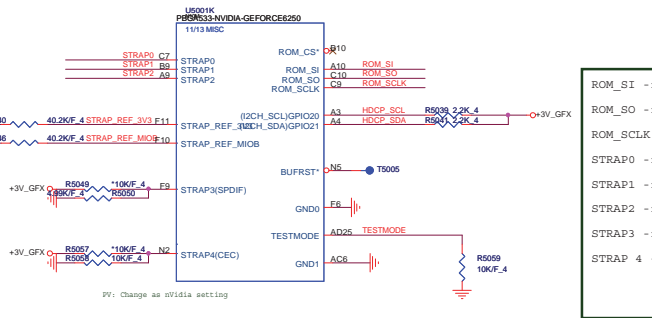 U5001K
PBGA533-NVIDIA-GEFORCE6250
11/13 MISC
STRAP0 C7 STRAP0
STRAP1 B9 STRAP1
STRAP2 A9 STRAP2
ROM_CS* B10
ROM_SI A10 ROM_SI
ROM_SO C10 ROM_SO
ROM_SCLK C9 ROM_SCLK
40.2K/F_4 STRAP_REF_3V3 F11 STRAP_REF_3V3
40.2K/F_4 STRAP_REF_MIOB F10 STRAP_REF_MIOB
(I2CH_SCL)GPIO20 A3 HDCP_SCL R5039 2.2K_4
(I2CH_SDA)GPIO21 A4 HDCP_SDA R5041 2.2K_4
+3V_GFX
BUFRST* N5 T5005
+3V_GFX R5049 *10K/F_4 F9 STRAP3(SPDIF)
4.99K/F_4 R5050
GND0 F6
TESTMODE AD25 TESTMODE
+3V_GFX R5057 *10K/F_4 N2 STRAP4(CEC)
R5058 10K/F_4
GND1 AC6
R5059
10K/F_4
PV: Change as nVidia setting
ROM_SI -
ROM_SO -
ROM_SCLK
STRAP0 -
STRAP1 -
STRAP2 -
STRAP3 -
STRAP 4 -